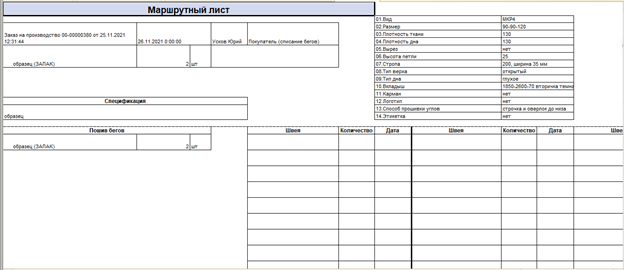 Маршрутный лист
Заказ на производство 00-00000360 от 25.11.2021
12:31:44
26.11.2021 0:00:00
Усков Юрий
Покупатель (списание бегов)
образец (ЗАПАК)
2 шт
Спецификация
образец
01.Вид МКР4
02.Размер 90-90-120
03.Плотность ткани 130
04.Плотность дна 130
05.Вырез нет
06.Высота петли 25
07.Стропа 200, ширина 35 мм
08.Тип верха открытый
09.Тип дна глухое
10.Вкладыш 1850-2600-70 вторичка темна
11.Карман нет
12.Логотип нет
13.Способ прошивки углов строчка и оверлок до низа
14.Этикетка нет
Пошив бегов
образец (ЗАПАК) 2 шт
Швея Количество Дата Швея Количество Дата Шве